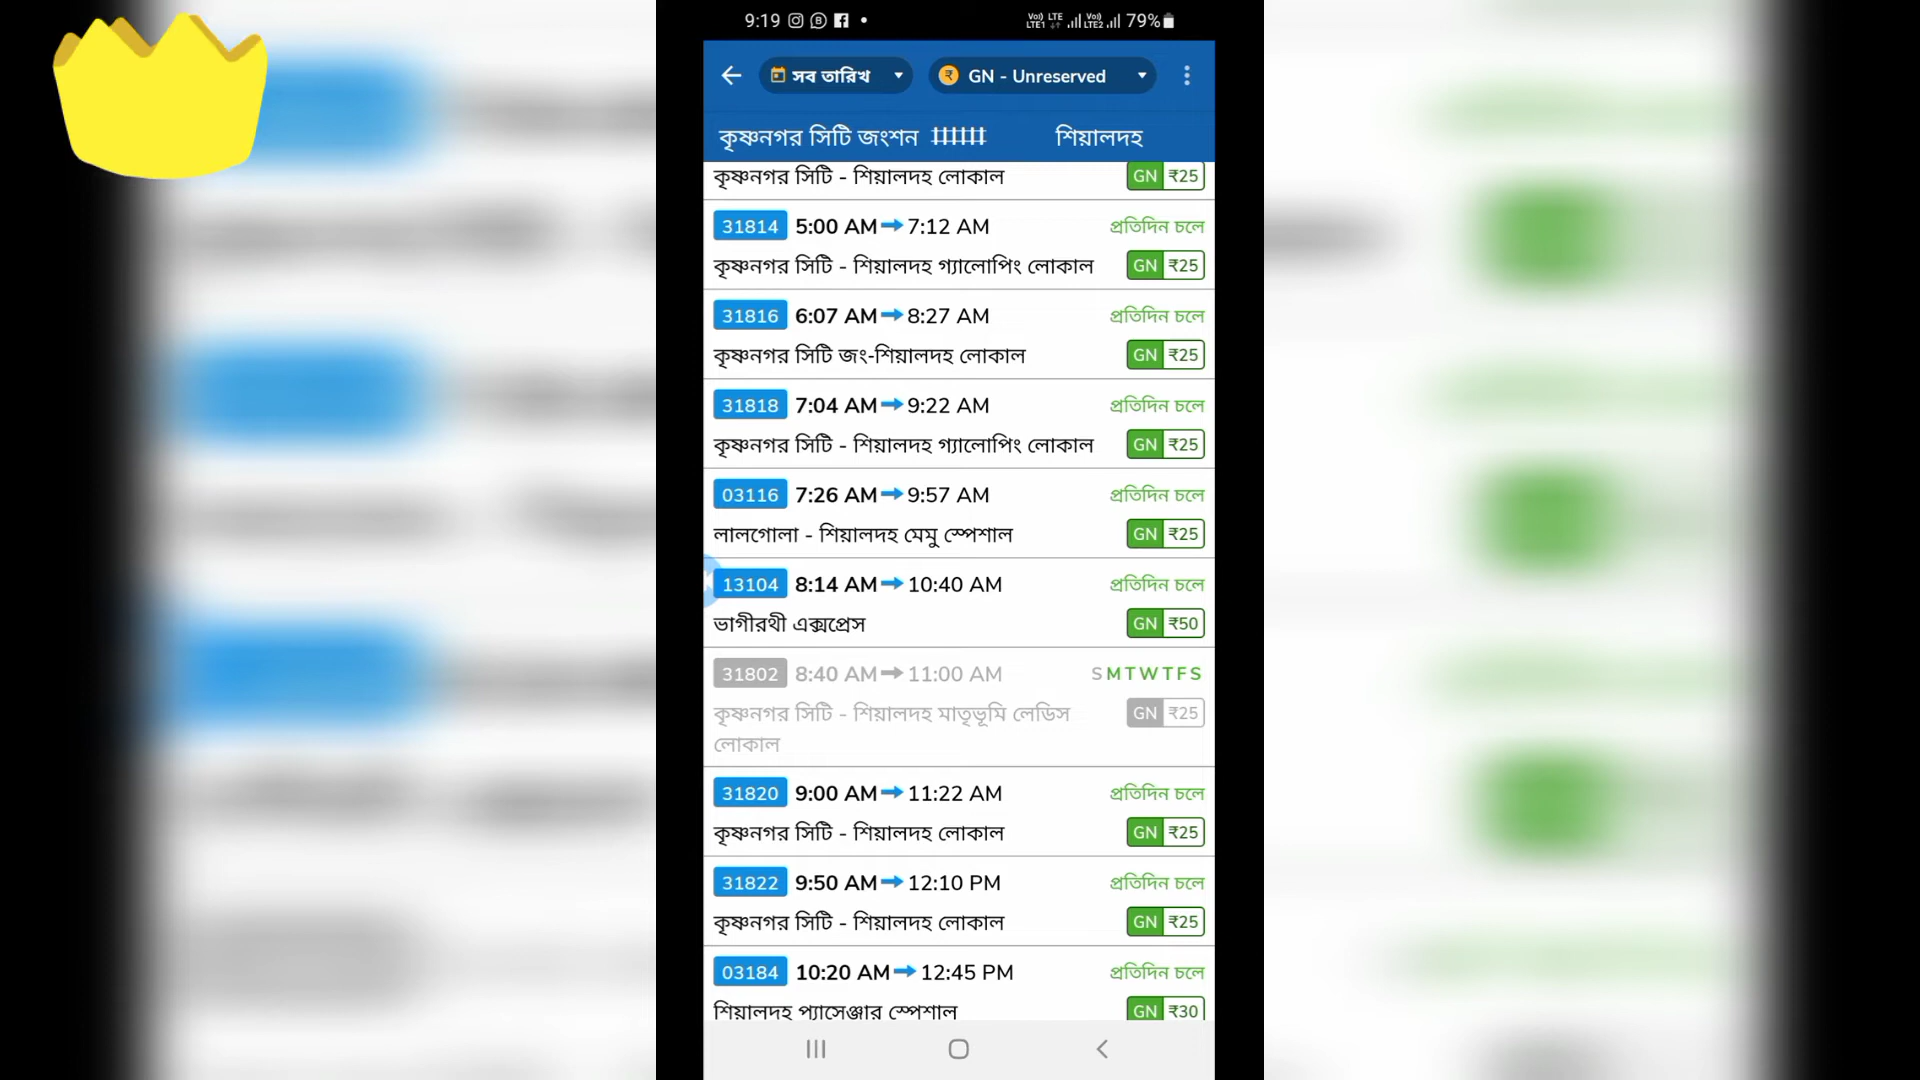 9:19 79%
সব তারিখ GN - Unreserved
কৃষ্ণনগর সিটি জংশন শিয়ালদহ
কৃষ্ণনগর সিটি - শিয়ালদহ লোকাল GN ₹25
31814 5:00 AM 7:12 AM প্রতিদিন চলে
কৃষ্ণনগর সিটি - শিয়ালদহ গ্যালোপিং লোকাল GN ₹25
31816 6:07 AM 8:27 AM প্রতিদিন চলে
কৃষ্ণনগর সিটি জং-শিয়ালদহ লোকাল GN ₹25
31818 7:04 AM 9:22 AM প্রতিদিন চলে
কৃষ্ণনগর সিটি - শিয়ালদহ গ্যালোপিং লোকাল GN ₹25
03116 7:26 AM 9:57 AM প্রতিদিন চলে
লালগোলা - শিয়ালদহ মেমু স্পেশাল GN ₹25
13104 8:14 AM 10:40 AM প্রতিদিন চলে
ভাগীরথী এক্সপ্রেস GN ₹50
31802 8:40 AM 11:00 AM SMTWTFS
কৃষ্ণনগর সিটি - শিয়ালদহ মাতৃভূমি লেডিস GN ₹25
লোকাল
31820 9:00 AM 11:22 AM প্রতিদিন চলে
কৃষ্ণনগর সিটি - শিয়ালদহ লোকাল GN ₹25
31822 9:50 AM 12:10 PM প্রতিদিন চলে
কৃষ্ণনগর সিটি - শিয়ালদহ লোকাল GN ₹25
03184 10:20 AM 12:45 PM প্রতিদিন চলে
শিয়ালদহ প্যাসেঞ্জার স্পেশাল GN ₹30